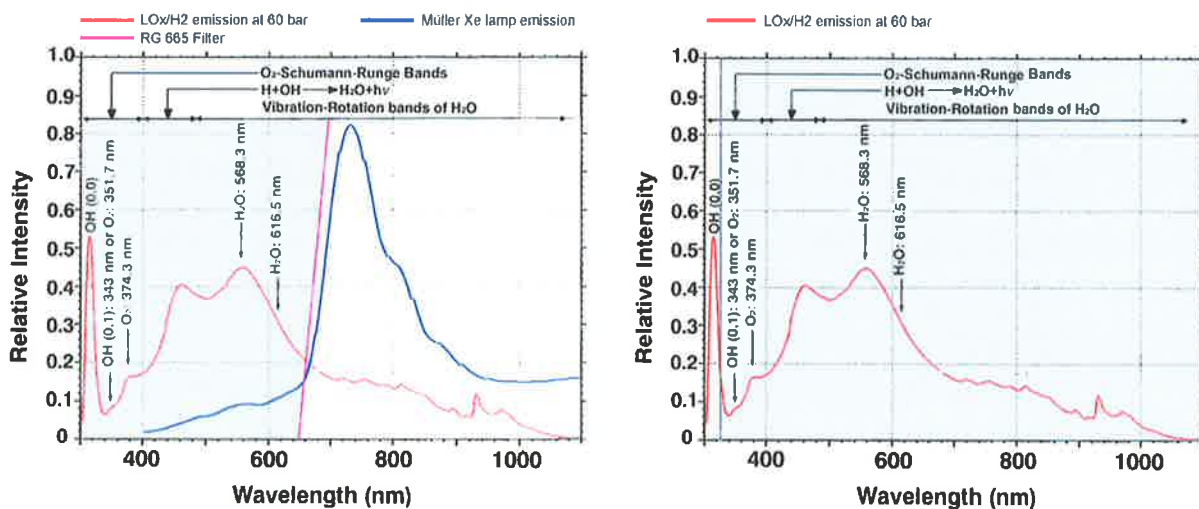 LOx/H2 emission at 60 bar
Müller Xe lamp emission
RG 665 Filter
1.0
0.9
0.8
0.7
0.6
0.5
0.4
0.3
0.2
0.1
0
Relative Intensity
O₂-Schumann-Runge Bands
H+OH → H₂O+hν
Vibration-Rotation bands of H₂O
OH (0,0)
OH (0,1): 343 nm or O₂: 351.7 nm
O₂: 374.3 nm
H₂O: 568.3 nm
H₂O: 616.5 nm
400 600 800 1000
Wavelength (nm)
LOx/H2 emission at 60 bar
1.0
0.9
0.8
0.7
0.6
0.5
0.4
0.3
0.2
0.1
0
Relative Intensity
O₂-Schumann-Runge Bands
H+OH → H₂O+hν
Vibration-Rotation bands of H₂O
OH (0,0)
OH (0,1): 343 nm or O₂: 351.7 nm
O₂: 374.3 nm
H₂O: 568.3 nm
H₂O: 616.5 nm
400 600 800 1000
Wavelength (nm)